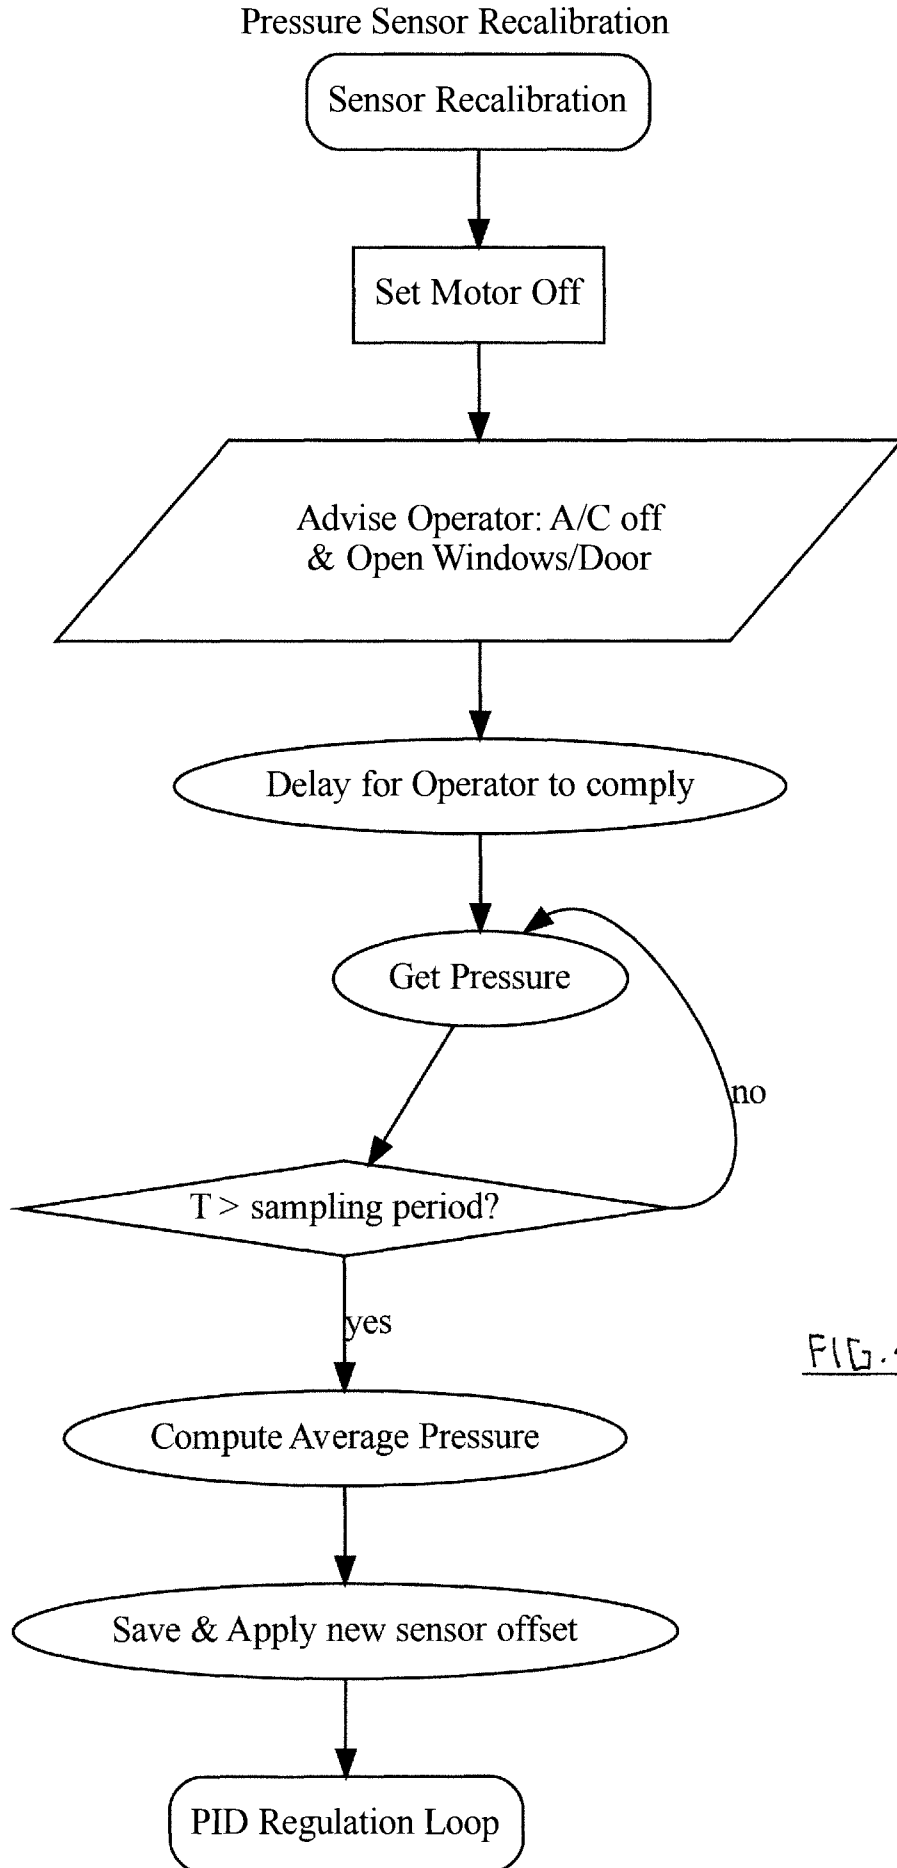 Pressure Sensor Recalibration
Sensor Recalibration
Set Motor Off
Advise Operator: A/C off
& Open Windows/Door
Delay for Operator to comply
Get Pressure
no
T > sampling period?
yes
FIG.
Compute Average Pressure
Save & Apply new sensor offset
PID Regulation Loop